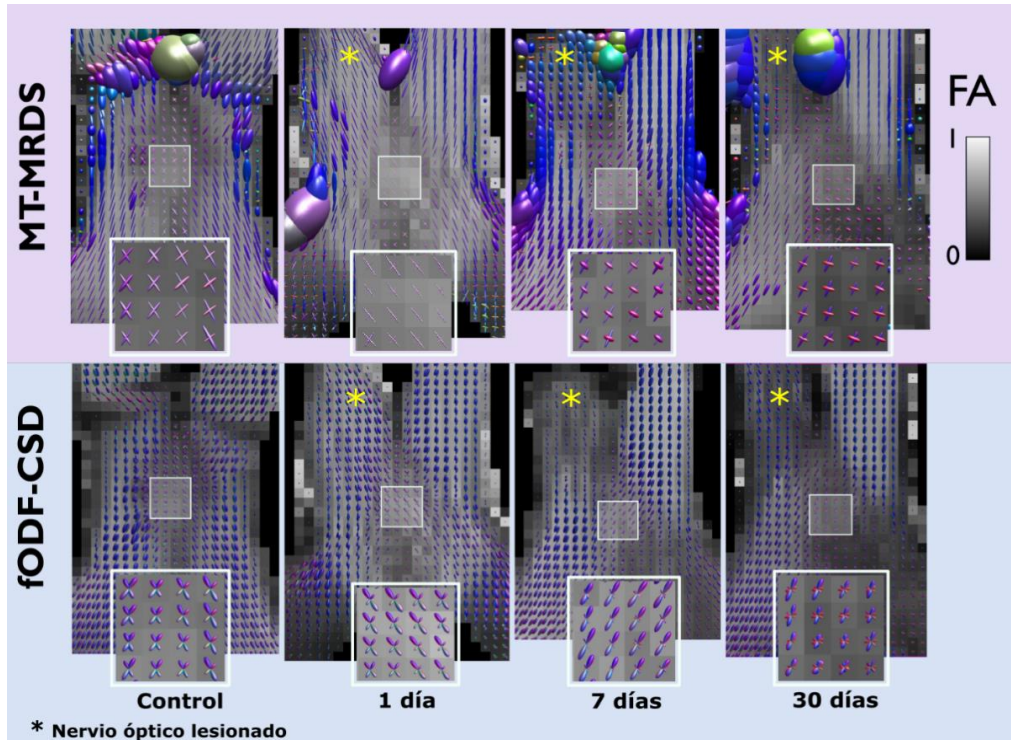 MT-MRDS
FA
1
0
fODF-CSD
Control
1 día
7 días
30 días
* Nervio óptico lesionado